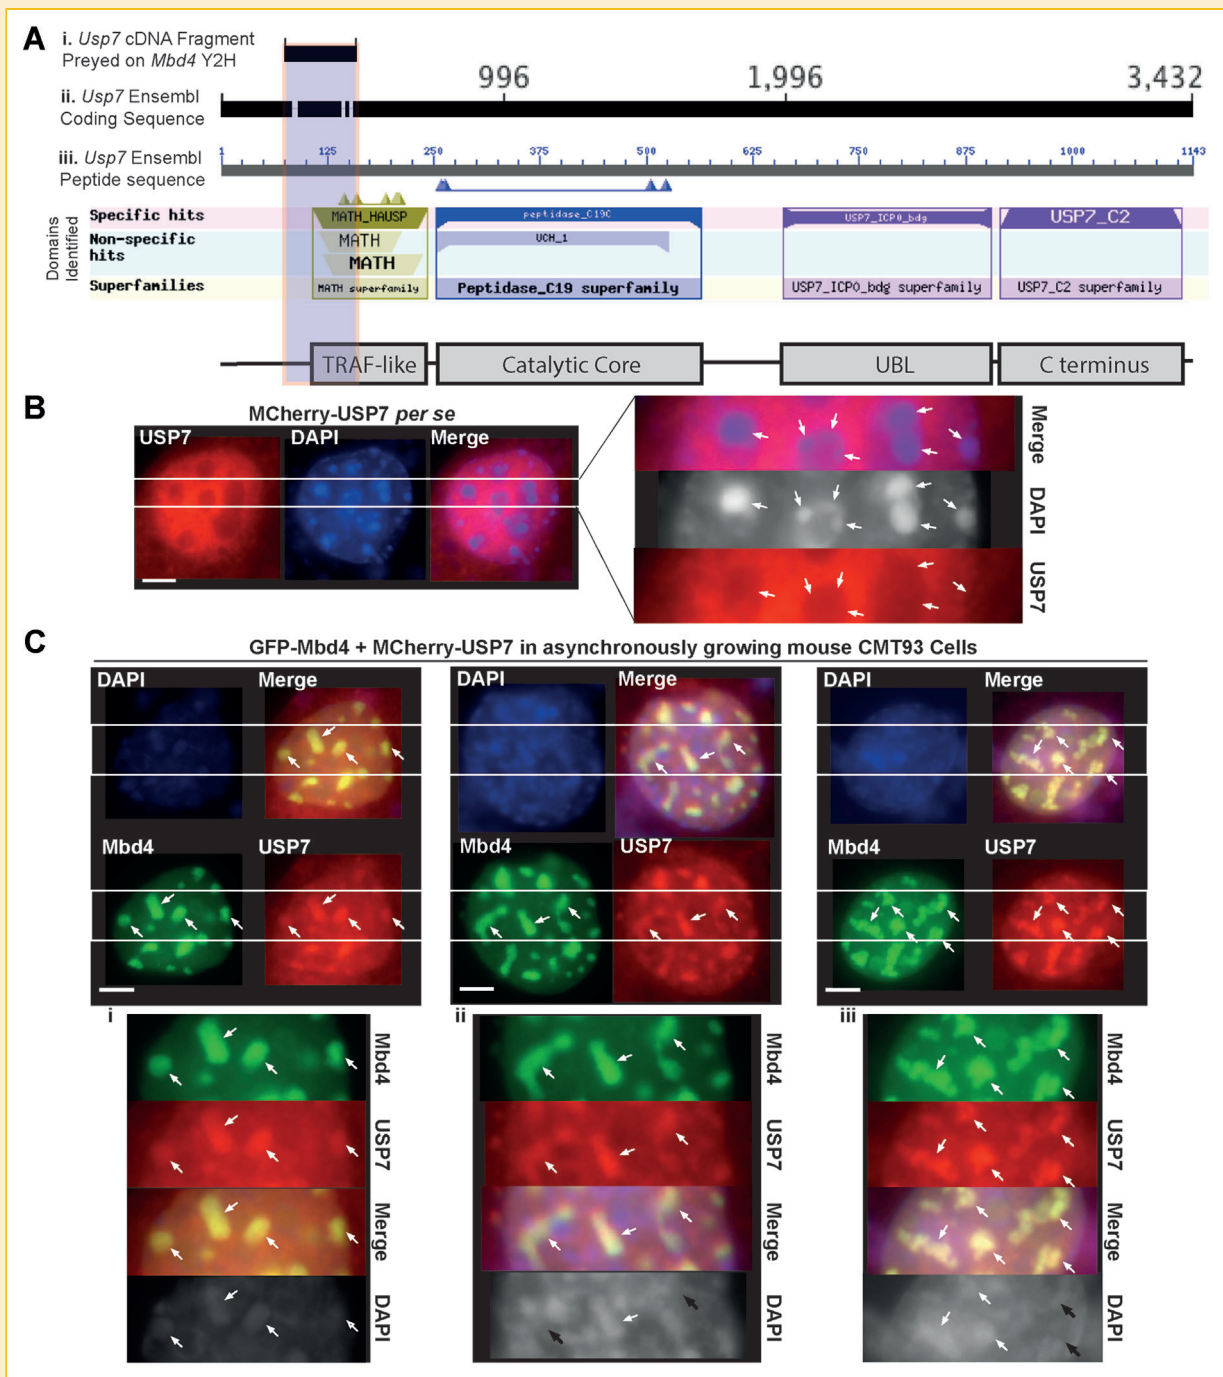 A
i. Usp7 cDNA Fragment
Preyed on Mbd4 Y2H
996
1,996
3,432
ii. Usp7 Ensembl
Coding Sequence
iii. Usp7 Ensembl
Peptide sequence
1
125
250
375
500
625
750
875
1000
1143
Domains
Identified
Specific hits
MATH_HAUSP
peptidase_C19C
USP7_ICP0_bdg
USP7_C2
Non-specific
hits
MATH
UCH_1
MATH
Superfamilies
MATH superfamily
Peptidase_C19 superfamily
USP7_ICP0_bdg superfamily
USP7_C2 superfamily
TRAF-like
Catalytic Core
UBL
C terminus
B
MCherry-USP7 per se
USP7
DAPI
Merge
Merge
DAPI
USP7
C
GFP-Mbd4 + MCherry-USP7 in asynchronously growing mouse CMT93 Cells
DAPI
Merge
DAPI
Merge
DAPI
Merge
Mbd4
USP7
Mbd4
USP7
Mbd4
USP7
i
ii
iii
Mbd4
USP7
Merge
DAPI
Mbd4
USP7
Merge
DAPI
Mbd4
USP7
Merge
DAPI